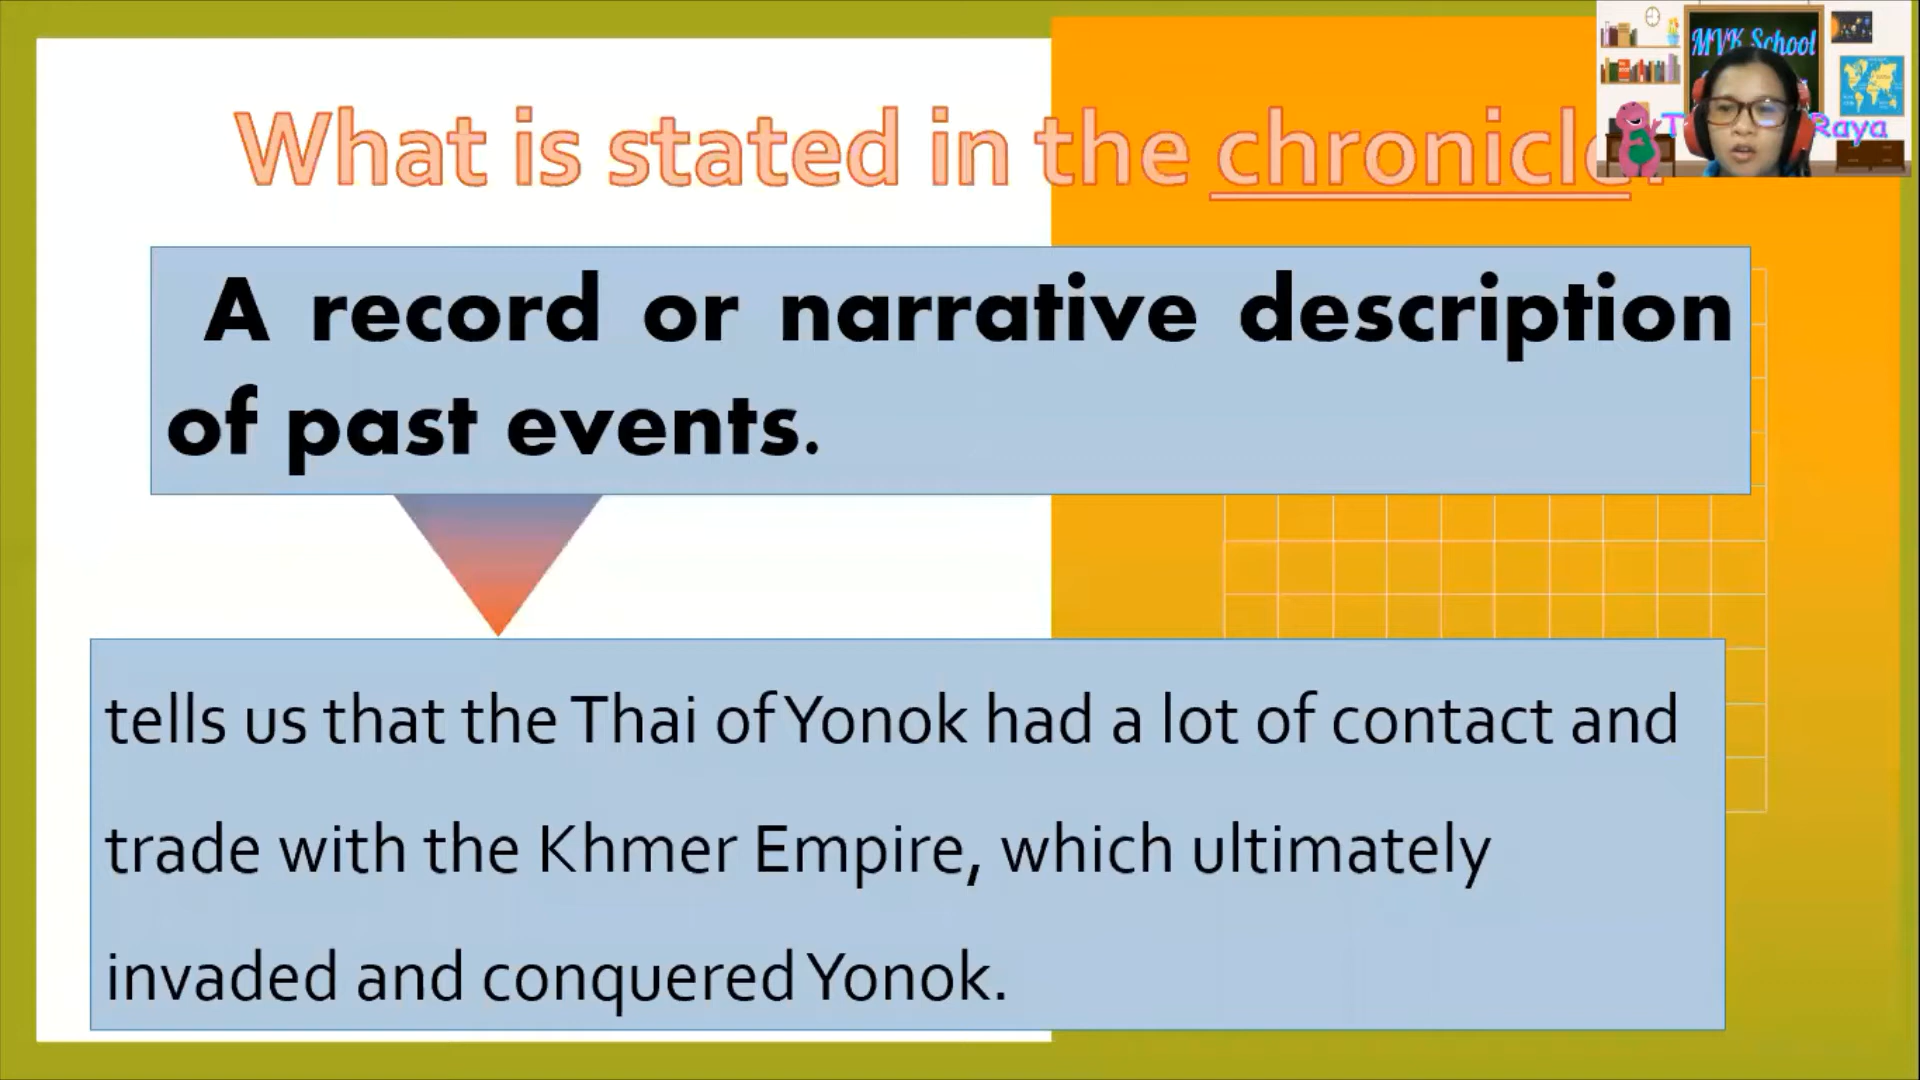 MVK School
Raya
What is stated in the chronicle?
A record or narrative description
of past events.
tells us that the Thai of Yonok had a lot of contact and
trade with the Khmer Empire, which ultimately
invaded and conquered Yonok.